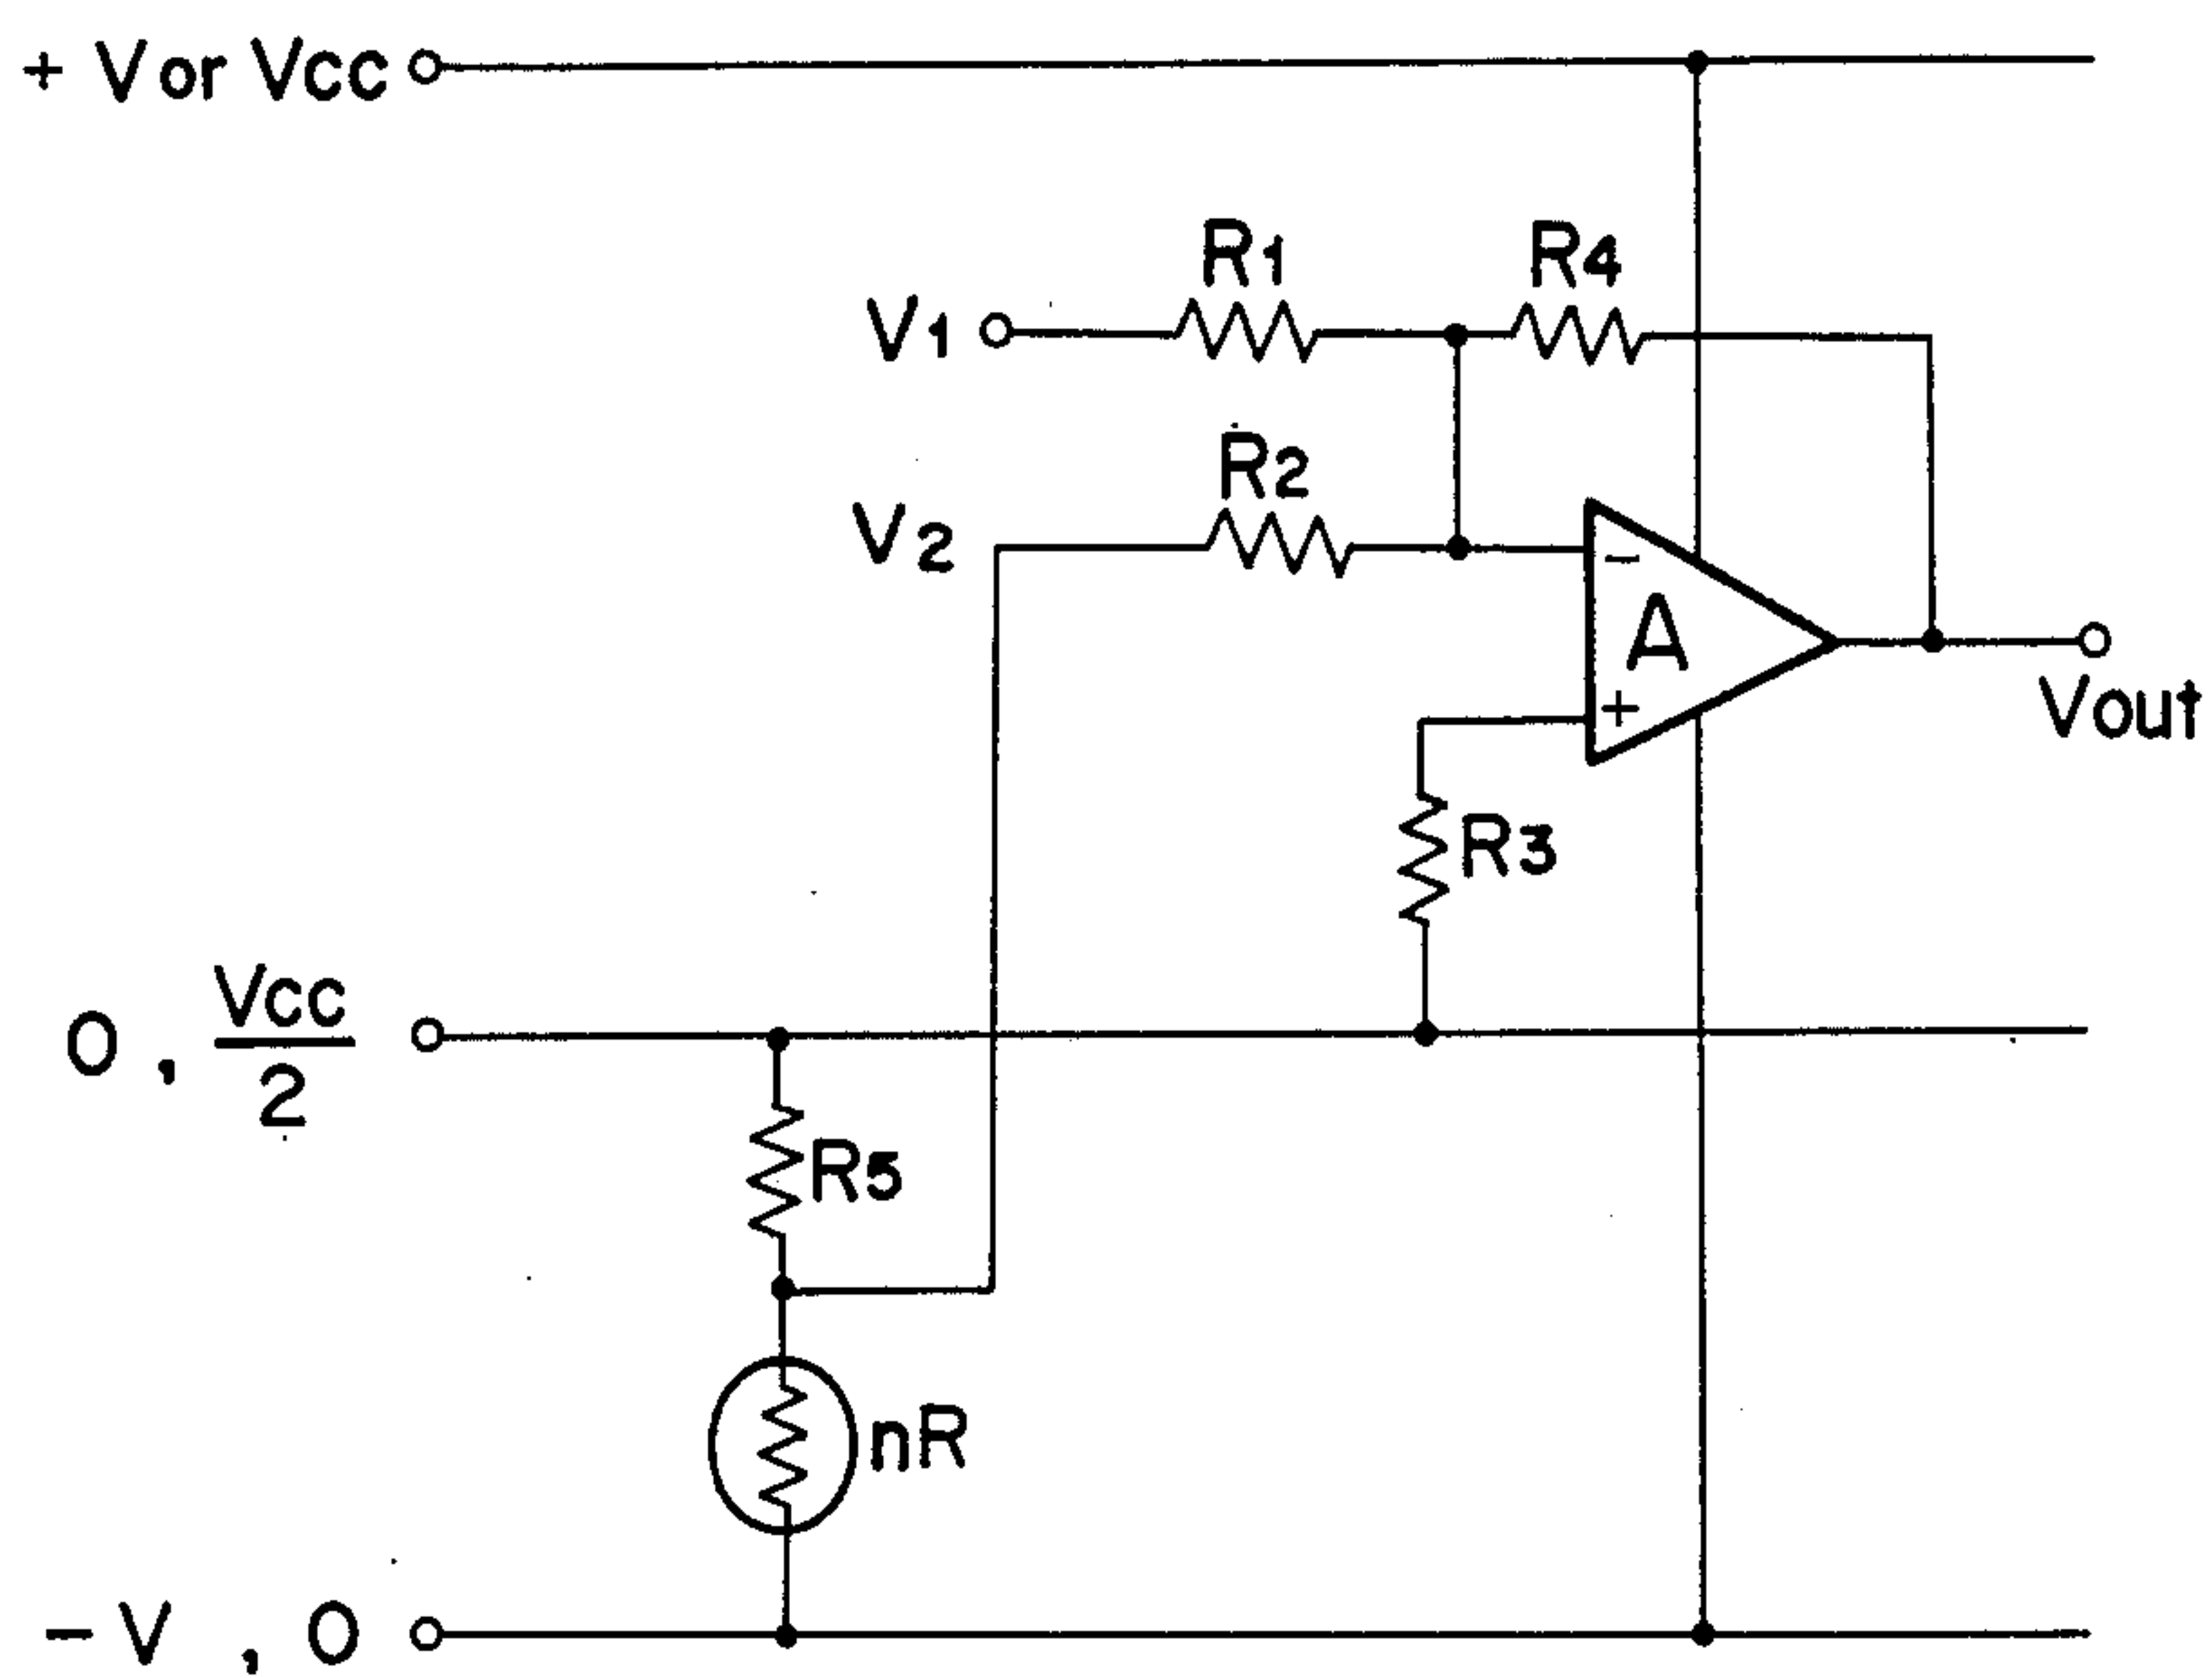 + V or Vcc
R1
R4
V1
R2
V2
−
A
+
Vout
R3
0 , Vcc/2
R5
nR
− V , 0